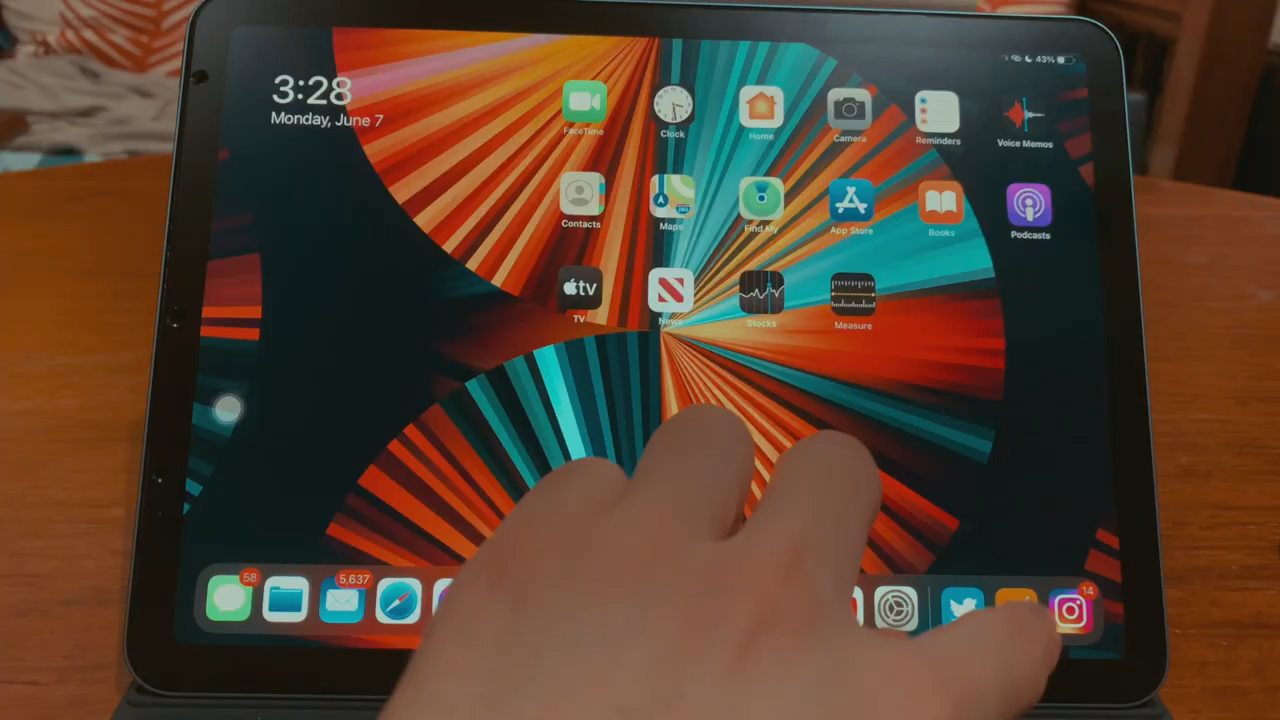 3:28
Monday, June 7
43%
FaceTime
Clock
Home
Camera
Reminders
Voice Memos
Contacts
Maps
Find My
App Store
Books
Podcasts
tv
TV
News
Stocks
Measure
58
5,637
14